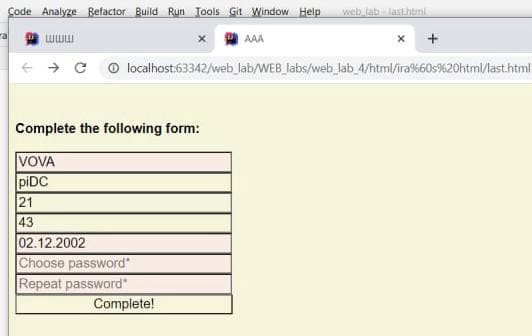 Code Analyze Refactor Build Run Tools Git Window Help web_lab - last.html
ШШШ
AAA
localhost:63342/web_lab/WEB_labs/web_lab_4/html/ira%60s%20html/last.html
Complete the following form:
VOVA
piDC
21
43
02.12.2002
Choose password*
Repeat password*
Complete!